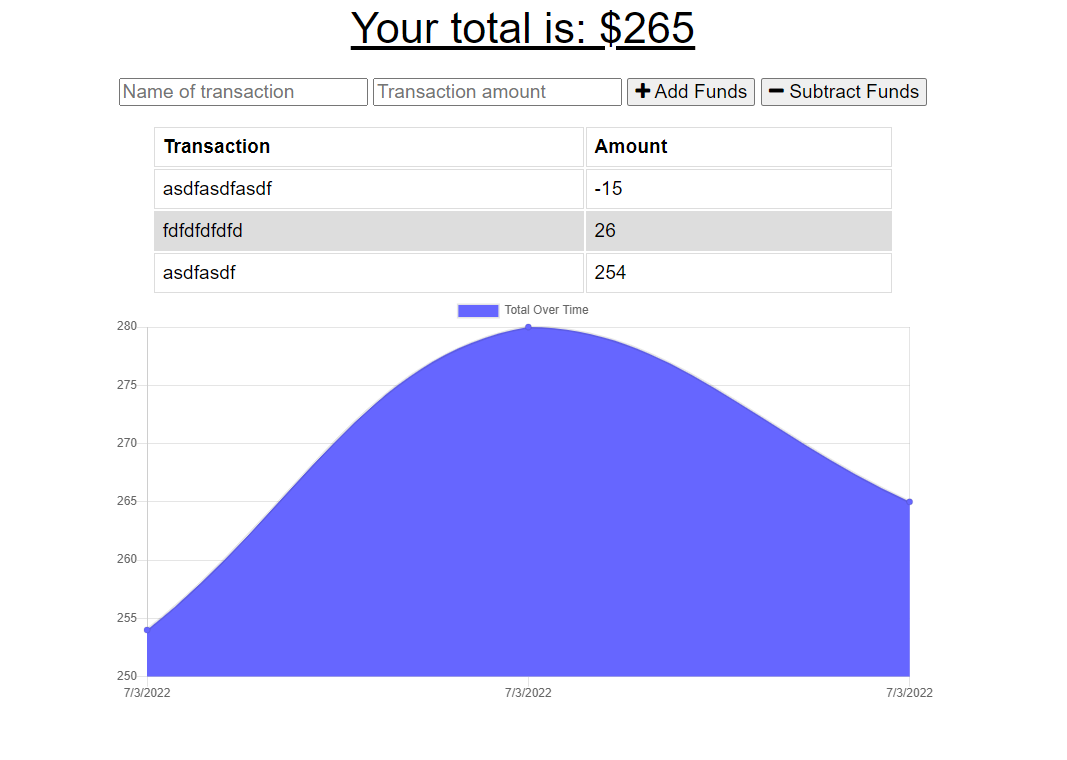 Your total is: $265
Name of transaction Transaction amount Add Funds Subtract Funds
Transaction Amount
asdfasdfasdf -15
fdfdfdfdfd 26
asdfasdf 254
Total Over Time
280
275
270
265
260
255
250
7/3/2022 7/3/2022 7/3/2022